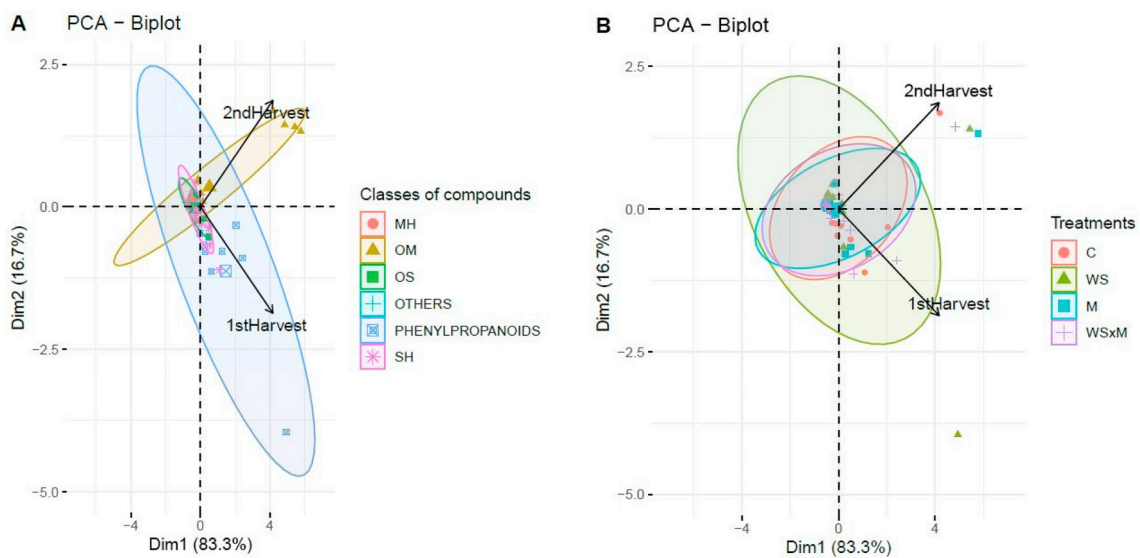 A
PCA − Biplot
2.5
0.0
−2.5
−5.0
Dim2 (16.7%)
2ndHarvest
1stHarvest
−4
0
4
Dim1 (83.3%)
Classes of compounds
MH
OM
OS
OTHERS
PHENYLPROPANOIDS
SH
B
PCA − Biplot
2.5
0.0
−2.5
−5.0
Dim2 (16.7%)
2ndHarvest
1stHarvest
−4
0
4
Dim1 (83.3%)
Treatments
C
WS
M
WSxM